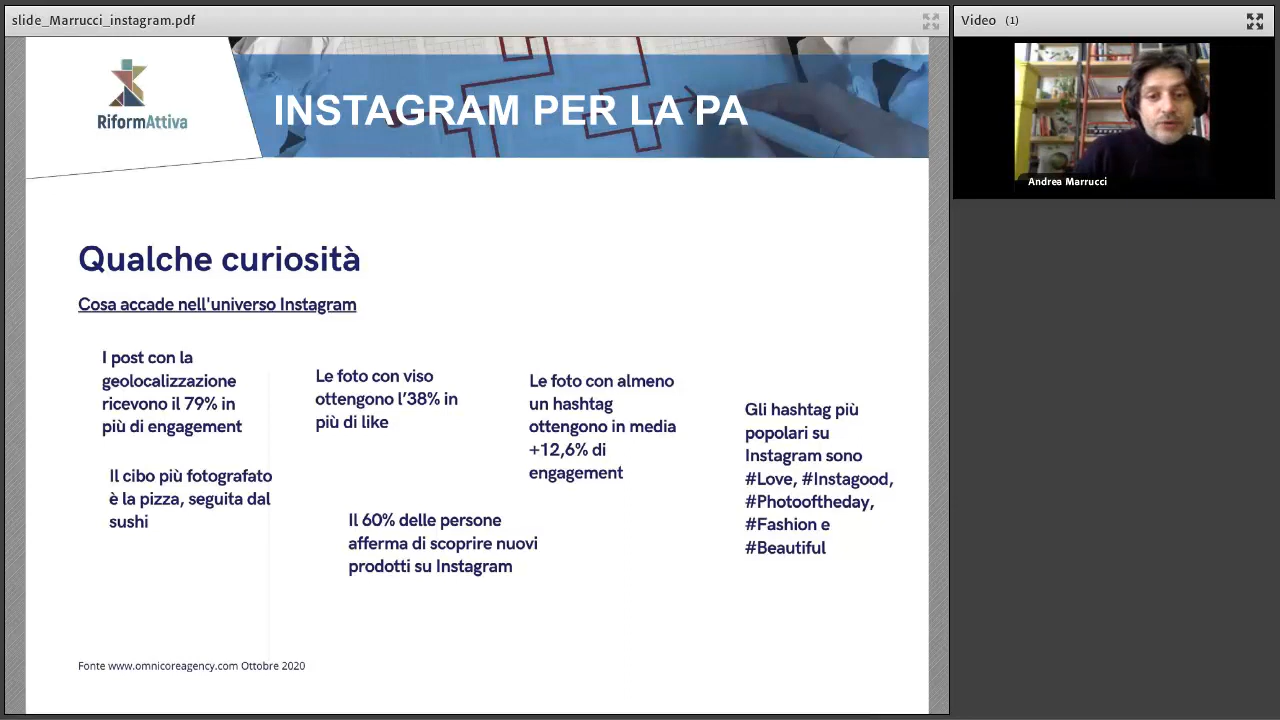 slide_Marrucci_instagram.pdf
Video (1)
RiformAttiva
INSTAGRAM PER LA PA
Andrea Marrucci
Qualche curiosità
Cosa accade nell'universo Instagram
I post con la
geolocalizzazione
ricevono il 79% in
più di engagement
Il cibo più fotografato
è la pizza, seguita dal
sushi
Le foto con viso
ottengono l’38% in
più di like
Il 60% delle persone
afferma di scoprire nuovi
prodotti su Instagram
Le foto con almeno
un hashtag
ottengono in media
+12,6% di
engagement
Gli hashtag più
popolari su
Instagram sono
#Love, #Instagood,
#Photooftheday,
#Fashion e
#Beautiful
Fonte www.omnicoreagency.com Ottobre 2020